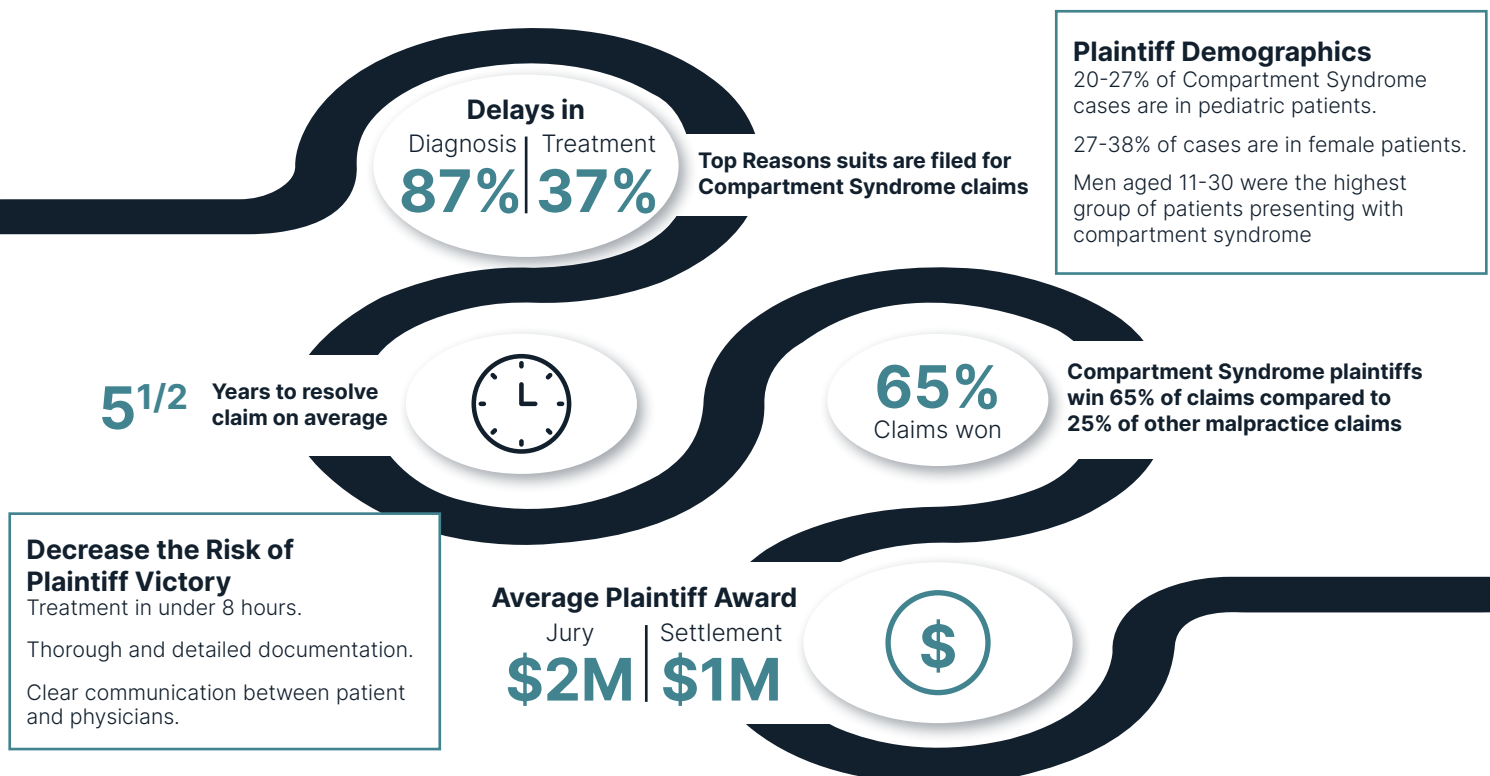 Delays in
Diagnosis Treatment
87% 37%
Top Reasons suits are filed for
Compartment Syndrome claims
Plaintiff Demographics
20-27% of Compartment Syndrome
cases are in pediatric patients.
27-38% of cases are in female patients.
Men aged 11-30 were the highest
group of patients presenting with
compartment syndrome
5 1/2
Years to resolve
claim on average
65%
Claims won
Compartment Syndrome plaintiffs
win 65% of claims compared to
25% of other malpractice claims
Decrease the Risk of
Plaintiff Victory
Treatment in under 8 hours.
Thorough and detailed documentation.
Clear communication between patient
and physicians.
Average Plaintiff Award
Jury Settlement
$2M $1M
$